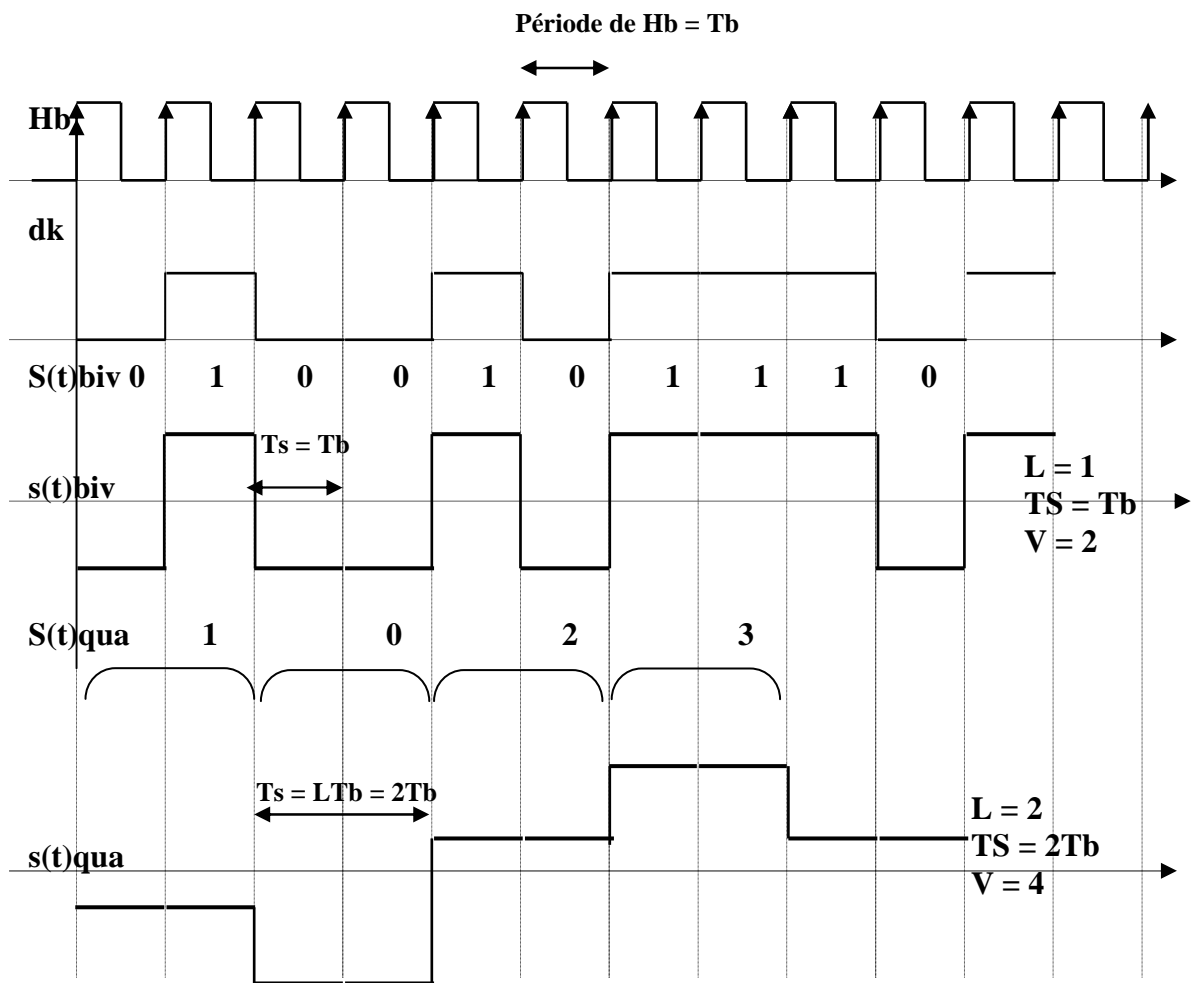 Période de Hb = Tb
Hb
dk
S(t)biv 0 1 0 0 1 0 1 1 1 0
Ts = Tb
s(t)biv
L = 1
TS = Tb
V = 2
S(t)qua 1 0 2 3
Ts = LTb = 2Tb
s(t)qua
L = 2
TS = 2Tb
V = 4